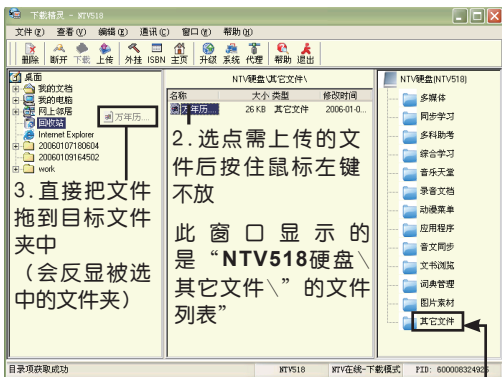 下载精灵 - NTV518
文件(F) 查看(V) 编辑(E) 通讯(C) 窗口(W) 帮助(H)
删除 断开 下载 上传 外挂 ISBN 主页 升级 系统 代理 帮助 退出
桌面
我的文档
我的电脑
网上邻居
回收站
Internet Explorer
20060107180604
20060109164502
work
万年历...
3.直接把文件
拖到目标文件
夹中
(会反显被选
中的文件夹)
NTV硬盘\其它文件\
名称 大小 类型 修改时间
万年历... 26 KB 其它文件 2006-01-0...
2.选点需上传的文
件后按住鼠标左键
不放
此窗口显示的
是“NTV518硬盘\
其它文件\”的文件
列表”
NTV硬盘(NTV518)
多媒体
同步学习
多科助考
综合学习
音乐天堂
录音文档
动漫菜单
应用程序
音文同步
文书浏览
词典管理
图片素材
其它文件
目录项获取成功 NTV518 NTV在线-下载模式 PID: 600008324925